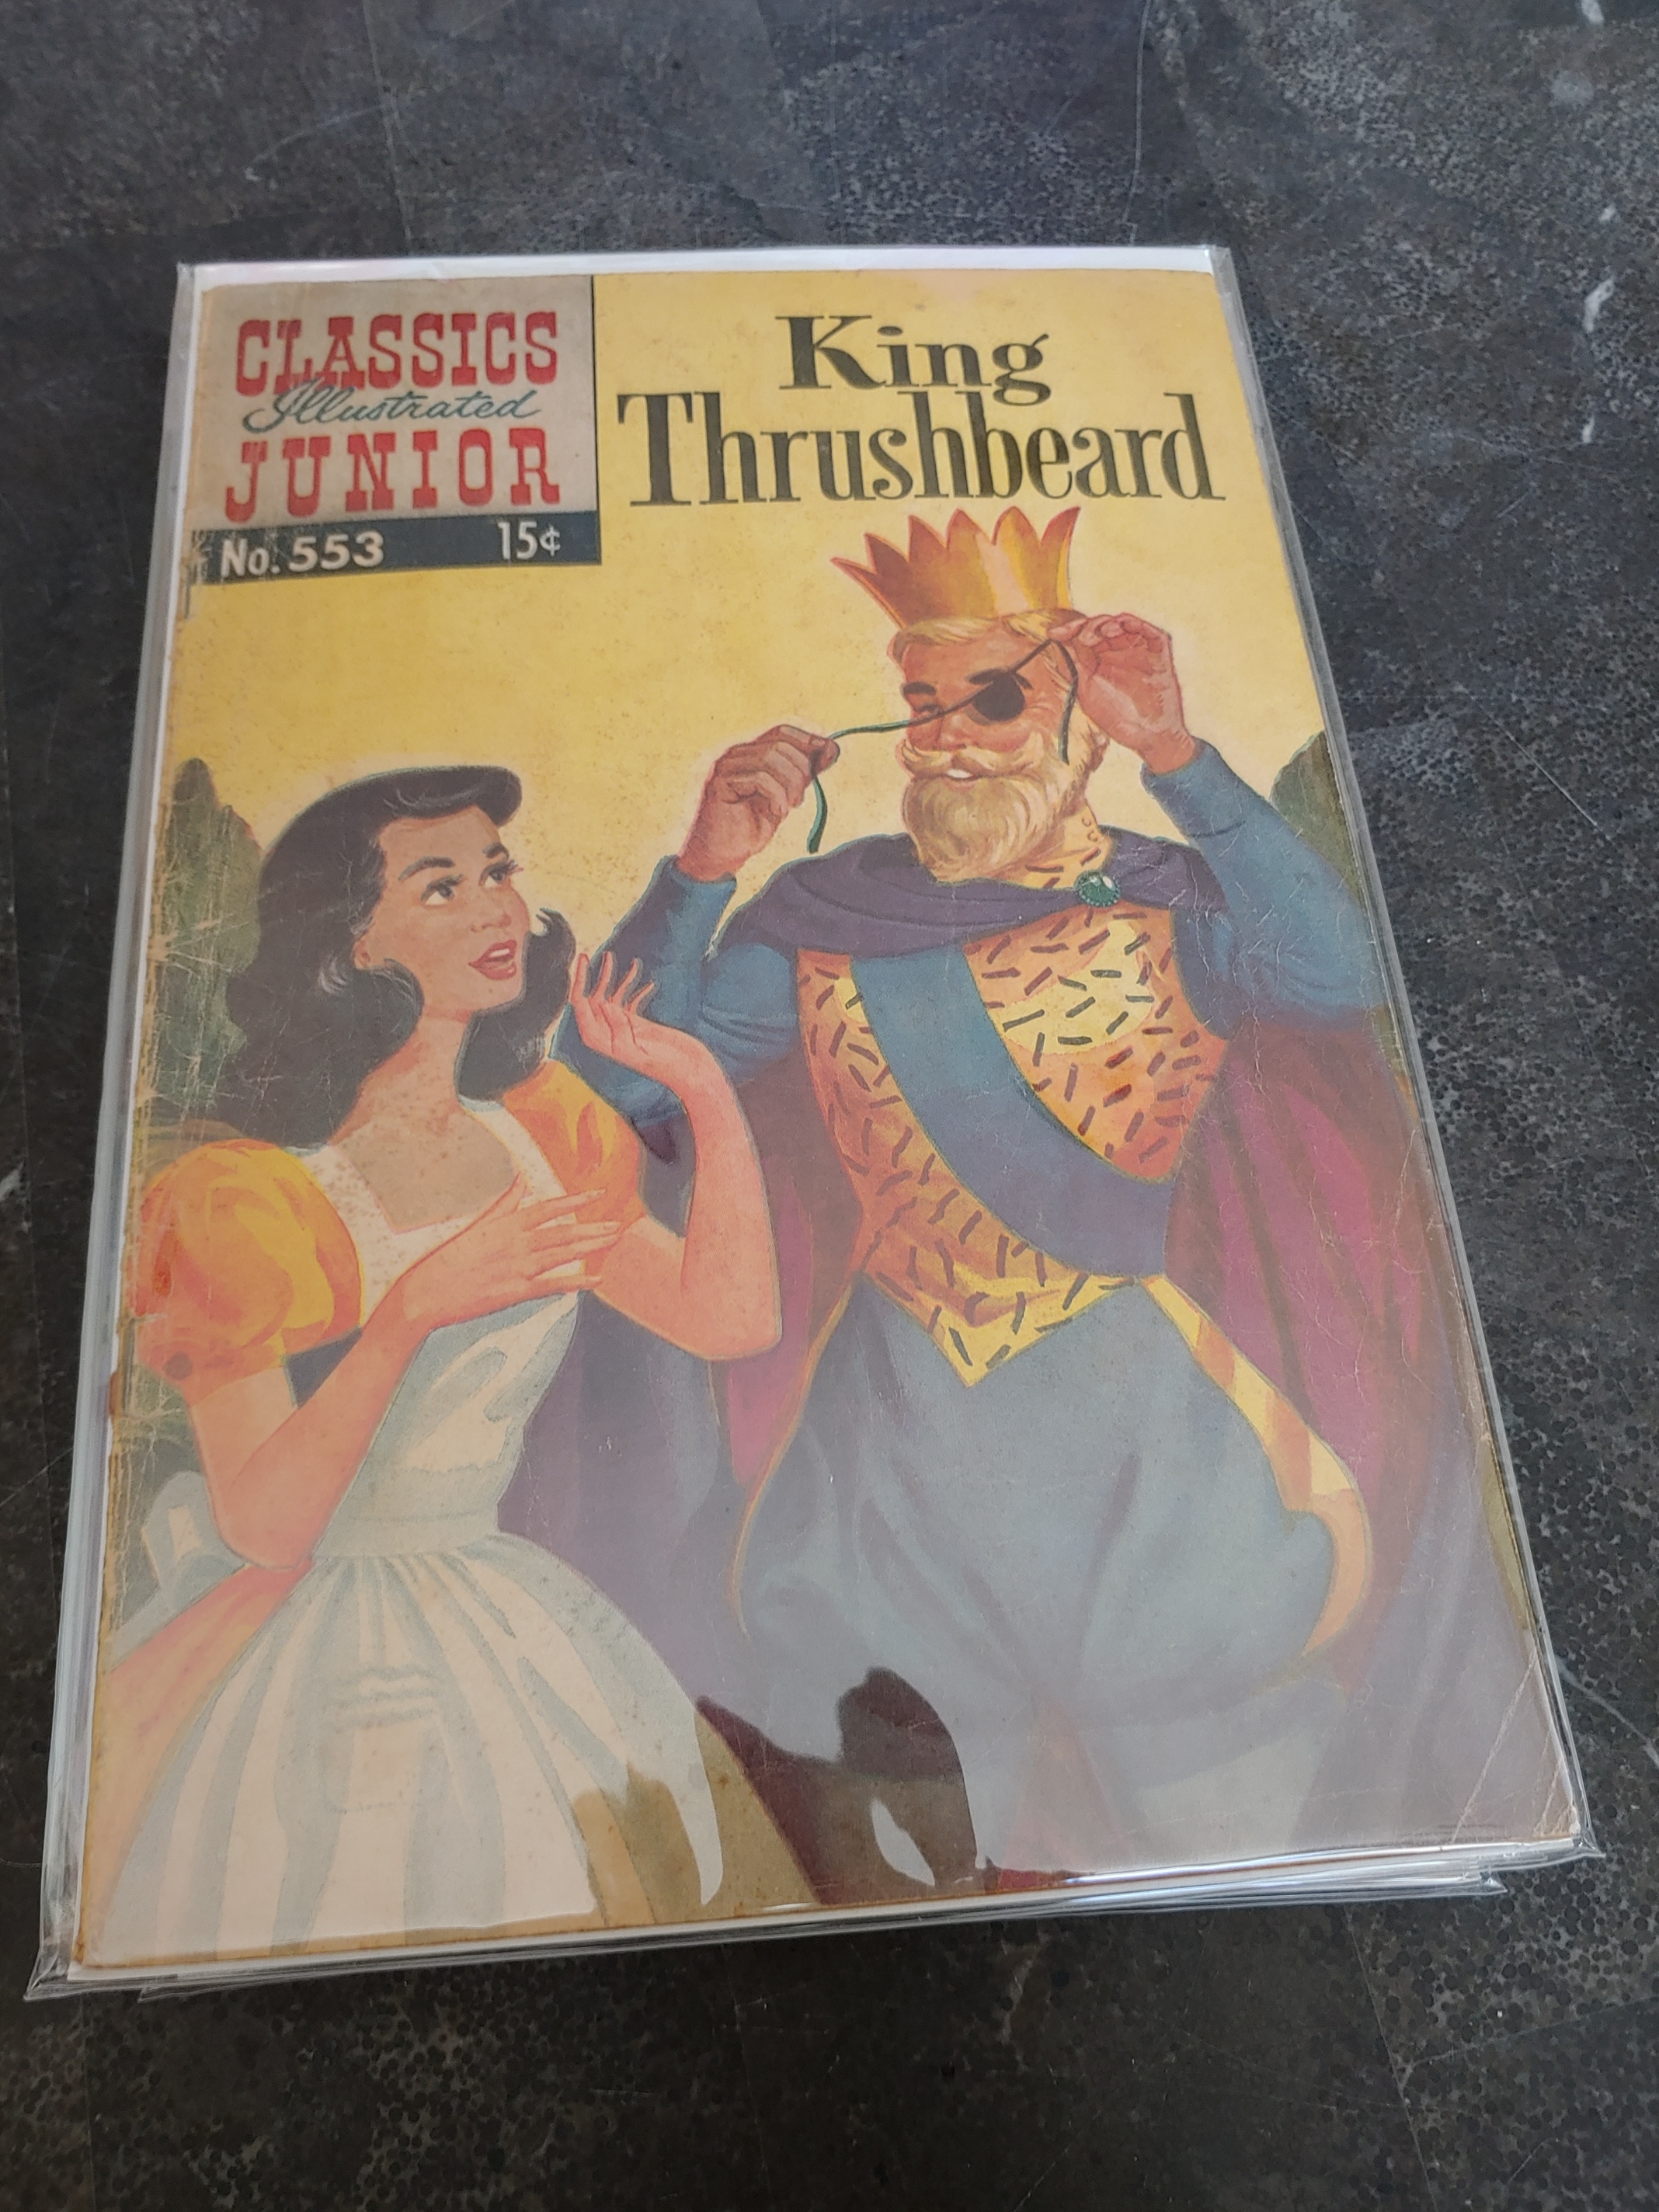 CLASSICS
Illustrated
JUNIOR
No. 553 15¢
King
Thrushbeard